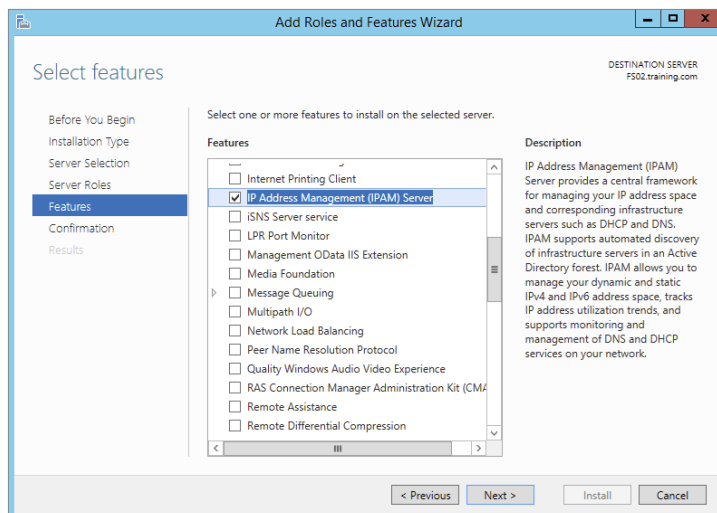 Add Roles and Features Wizard
Select features
DESTINATION SERVER
FS02.training.com
Before You Begin
Installation Type
Server Selection
Server Roles
Features
Confirmation
Results
Select one or more features to install on the selected server.
Features
Internet Printing Client
IP Address Management (IPAM) Server
iSNS Server service
LPR Port Monitor
Management OData IIS Extension
Media Foundation
Message Queuing
Multipath I/O
Network Load Balancing
Peer Name Resolution Protocol
Quality Windows Audio Video Experience
RAS Connection Manager Administration Kit (CMA
Remote Assistance
Remote Differential Compression
Description
IP Address Management (IPAM)
Server provides a central framework
for managing your IP address space
and corresponding infrastructure
servers such as DHCP and DNS.
IPAM supports automated discovery
of infrastructure servers in an Active
Directory forest. IPAM allows you to
manage your dynamic and static
IPv4 and IPv6 address space, tracks
IP address utilization trends, and
supports monitoring and
management of DNS and DHCP
services on your network.
< Previous
Next >
Install
Cancel